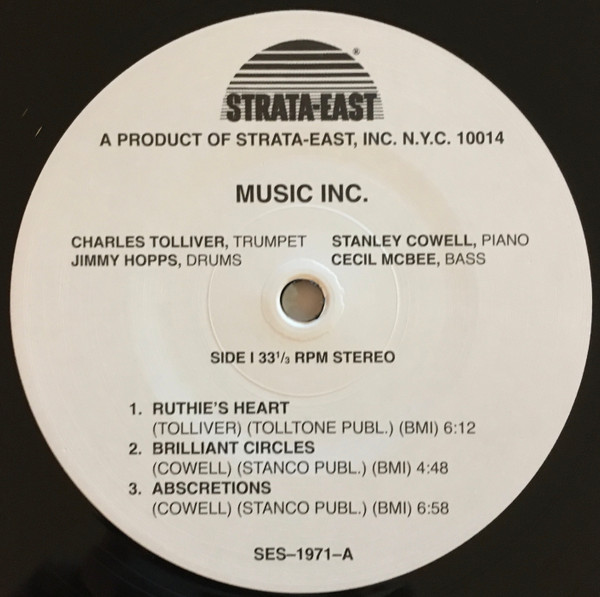 STRATA-EAST®
A PRODUCT OF STRATA-EAST, INC. N.Y.C. 10014
MUSIC INC.
CHARLES TOLLIVER, TRUMPET STANLEY COWELL, PIANO
JIMMY HOPPS, DRUMS CECIL MCBEE, BASS
SIDE I 33⅓ RPM STEREO
1. RUTHIE'S HEART
(TOLLIVER) (TOLLTONE PUBL.) (BMI) 6:12
2. BRILLIANT CIRCLES
(COWELL) (STANCO PUBL.) (BMI) 4:48
3. ABSCRETIONS
(COWELL) (STANCO PUBL.) (BMI) 6:58
SES–1971–A